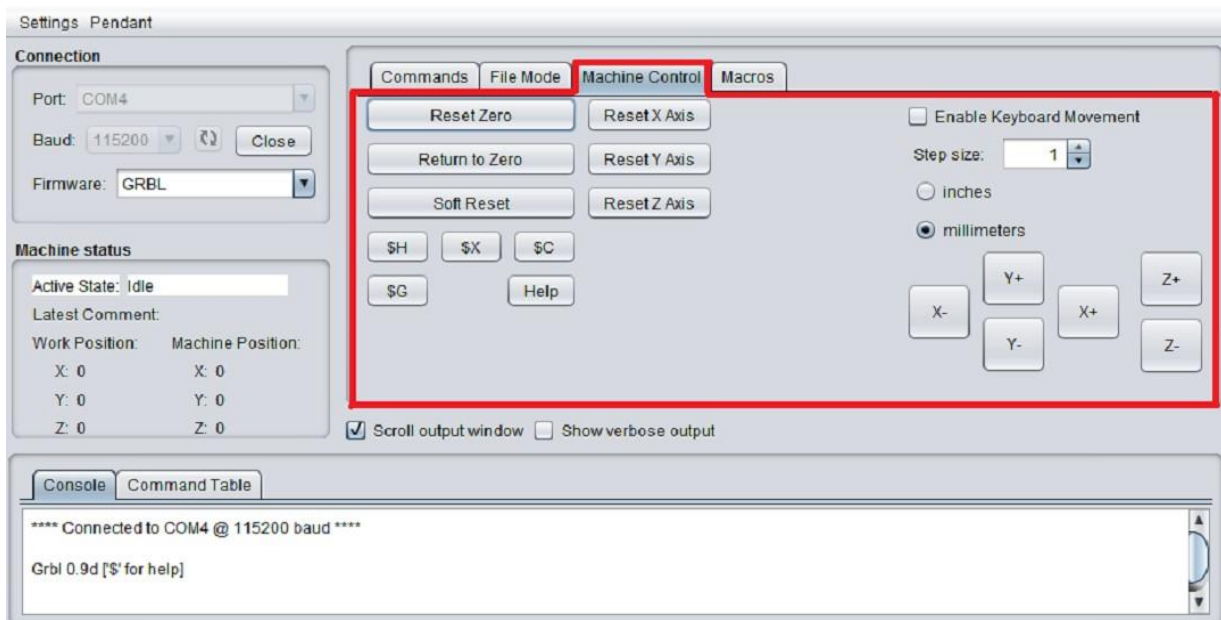 Settings Pendant
Connection
Port: COM4
Baud: 115200 Close
Firmware: GRBL
Machine status
Active State: Idle
Latest Comment:
Work Position: Machine Position:
X: 0 X: 0
Y: 0 Y: 0
Z: 0 Z: 0
Commands File Mode Machine Control Macros
Reset Zero Reset X Axis
Return to Zero Reset Y Axis
Soft Reset Reset Z Axis
$H $X $C
$G Help
Enable Keyboard Movement
Step size: 1
inches
millimeters
Y+ Z+
X- X+
Y- Z-
Scroll output window Show verbose output
Console Command Table
**** Connected to COM4 @ 115200 baud ****
Grbl 0.9d ['$' for help]